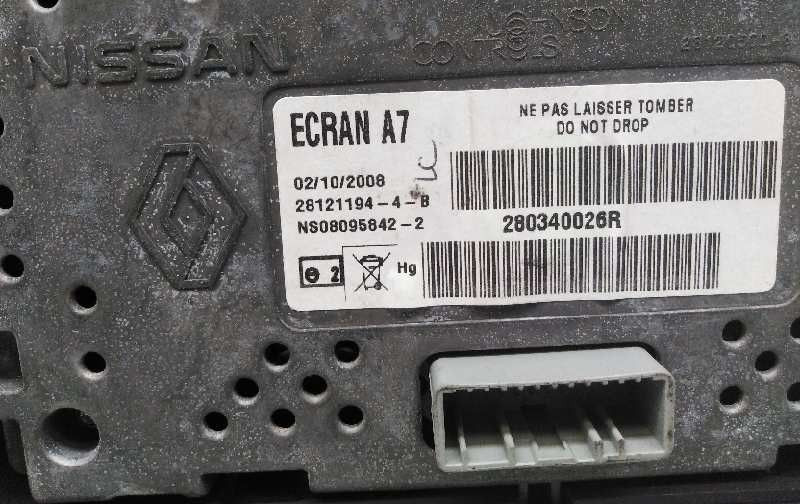 NISSAN
JOHNSON
CONTROLS
ECRAN A7
NE PAS LAISSER TOMBER
DO NOT DROP
02/10/2008
28121194-4-B
NS08095842-2
280340026R
2
Hg